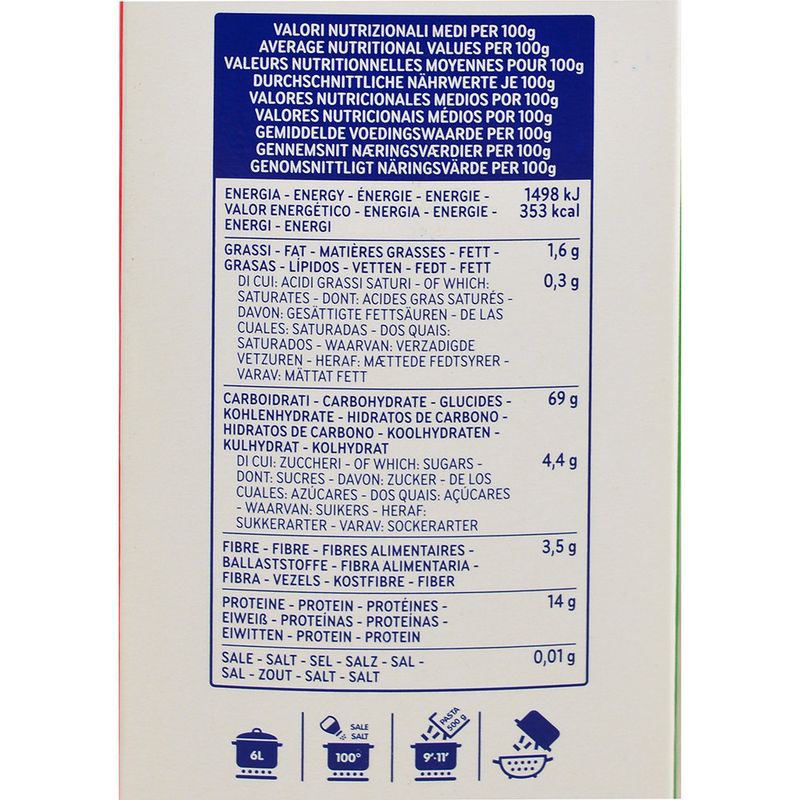 VALORI NUTRIZIONALI MEDI PER 100g
AVERAGE NUTRITIONAL VALUES PER 100g
VALEURS NUTRITIONNELLES MOYENNES POUR 100g
DURCHSCHNITTLICHE NÄHRWERTE JE 100g
VALORES NUTRICIONALES MEDIOS POR 100g
VALORES NUTRICIONAIS MÉDIOS POR 100g
GEMIDDELDE VOEDINGSWAARDE PER 100g
GENNEMSNIT NÆRINGSVÆRDIER PER 100g
GENOMSNITTLIGT NÄRINGSVÄRDE PER 100g
ENERGIA - ENERGY - ÉNERGIE - ENERGIE - 1498 kJ
VALOR ENERGÉTICO - ENERGIA - ENERGIE - 353 kcal
ENERGI - ENERGI
GRASSI - FAT - MATIÈRES GRASSES - FETT - 1,6 g
GRASAS - LÍPIDOS - VETTEN - FEDT - FETT
DI CUI: ACIDI GRASSI SATURI - OF WHICH: 0,3 g
SATURATES - DONT: ACIDES GRAS SATURÉS -
DAVON: GESÄTTIGTE FETTSÄUREN - DE LAS
CUALES: SATURADAS - DOS QUAIS:
SATURADOS - WAARVAN: VERZADIGDE
VETZUREN - HERAF: MÆTTEDE FEDTSYRER -
VARAV: MÄTTAT FETT
CARBOIDRATI - CARBOHYDRATE - GLUCIDES - 69 g
KOHLENHYDRATE - HIDRATOS DE CARBONO -
HIDRATOS DE CARBONO - KOOLHYDRATEN -
KULHYDRAT - KOLHYDRAT
DI CUI: ZUCCHERI - OF WHICH: SUGARS - 4,4 g
DONT: SUCRES - DAVON: ZUCKER - DE LOS
CUALES: AZÚCARES - DOS QUAIS: AÇÚCARES
- WAARVAN: SUIKERS - HERAF:
SUKKERARTER - VARAV: SOCKERARTER
FIBRE - FIBRE - FIBRES ALIMENTAIRES - 3,5 g
BALLASTSTOFFE - FIBRA ALIMENTARIA -
FIBRA - VEZELS - KOSTFIBRE - FIBER
PROTEINE - PROTEIN - PROTÉINES - 14 g
EIWEIß - PROTEÍNAS - PROTEÍNAS -
EIWITTEN - PROTEIN - PROTEIN
SALE - SALT - SEL - SALZ - SAL - 0,01 g
SAL - ZOUT - SALT - SALT
6L
SALE
SALT
100°
PASTA
500 g
9'-11'